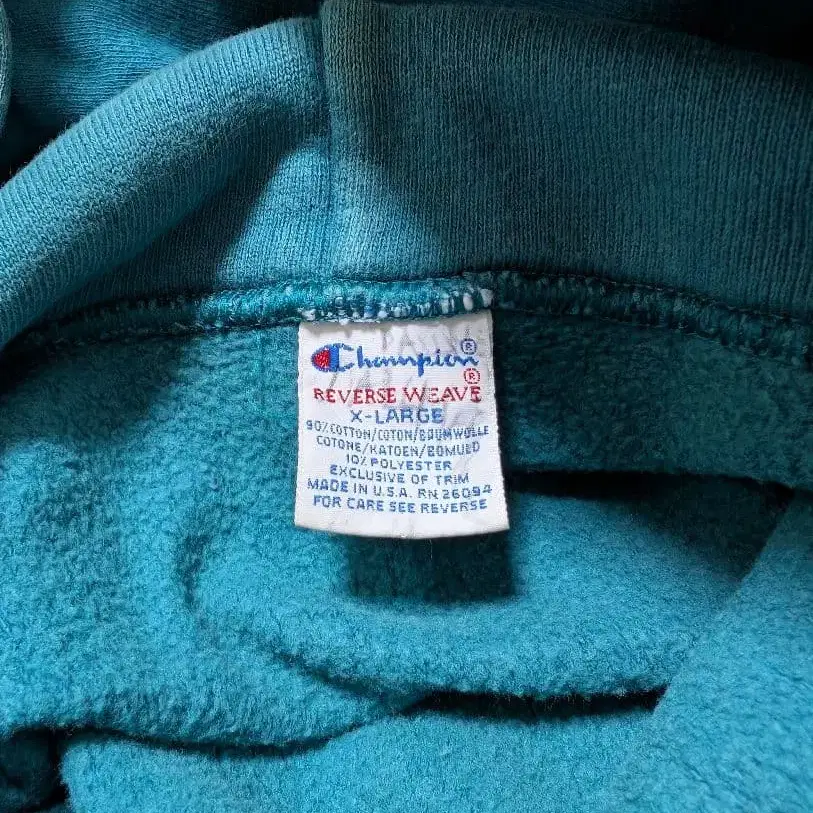 Champion®
REVERSE WEAVE®
X-LARGE
90% COTTON/COTON/BAUMWOLLE
COTONE/KATOEN/BOMULD
10% POLYESTER
EXCLUSIVE OF TRIM
MADE IN U.S.A. RN 26094
FOR CARE SEE REVERSE